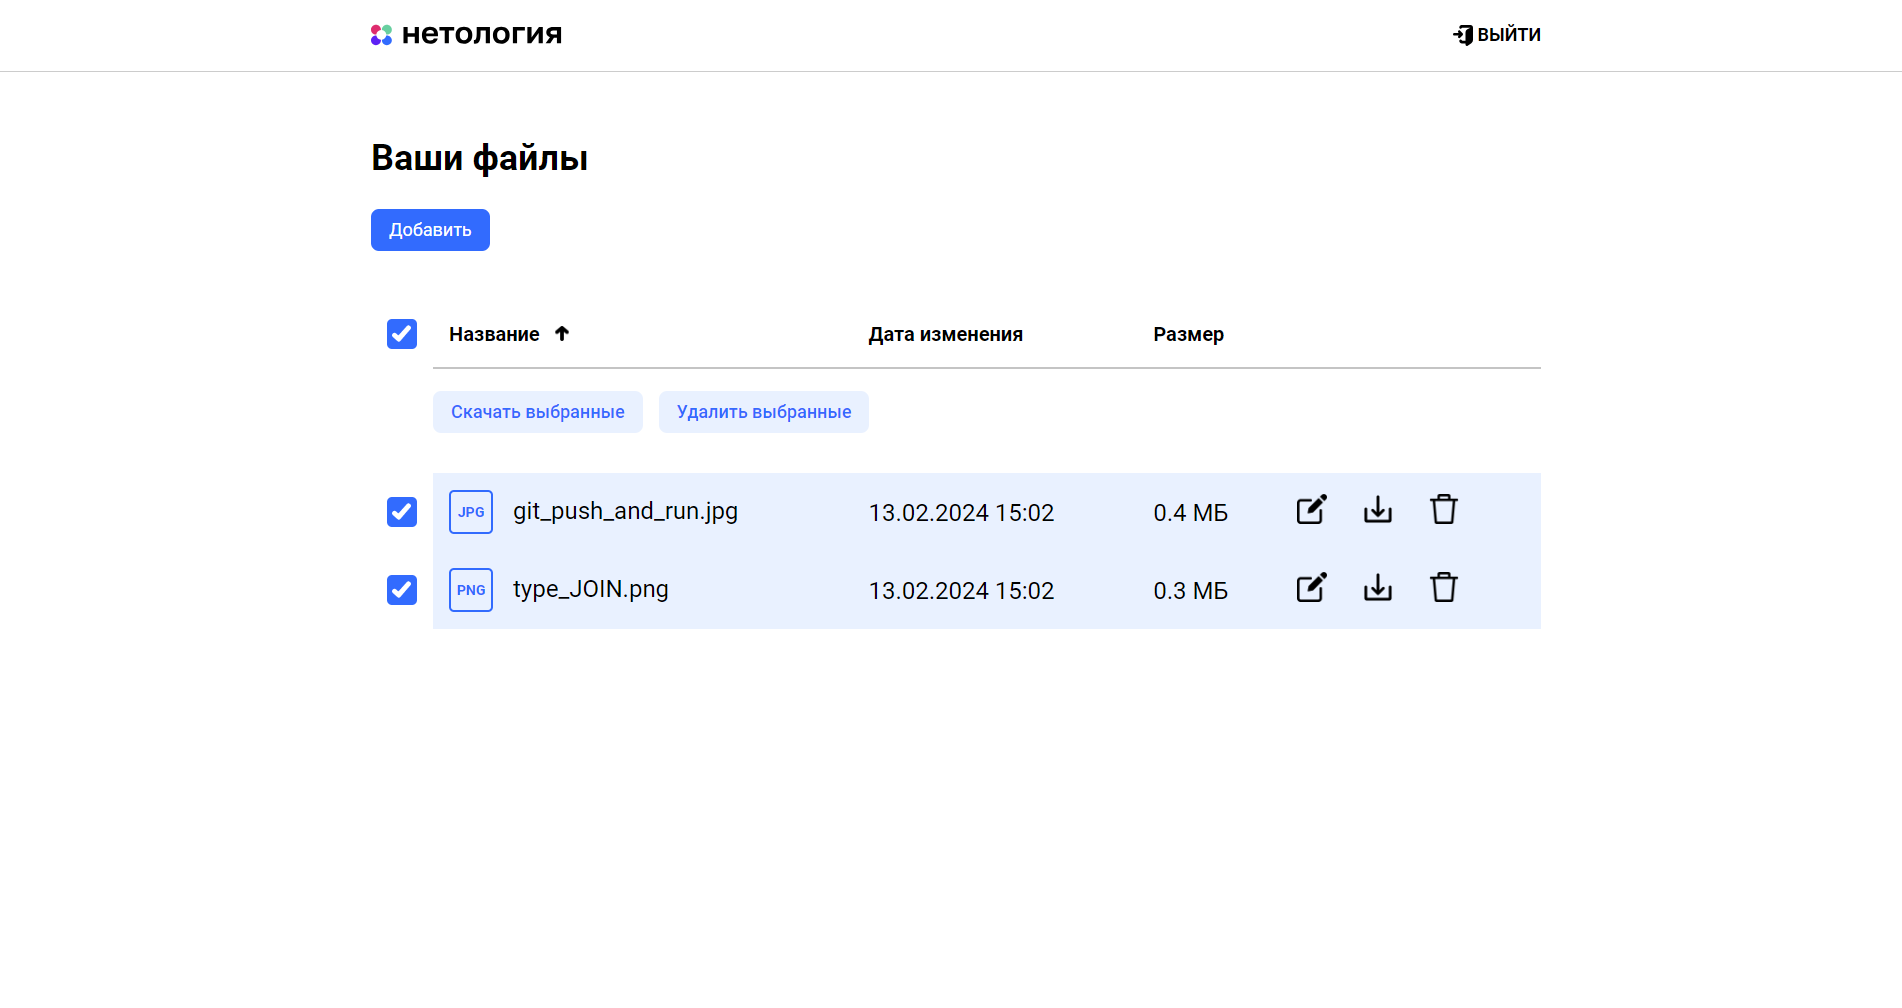 нетология
ВЫЙТИ
Ваши файлы
Добавить
Название Дата изменения Размер
Скачать выбранные Удалить выбранные
JPG git_push_and_run.jpg 13.02.2024 15:02 0.4 МБ
PNG type_JOIN.png 13.02.2024 15:02 0.3 МБ